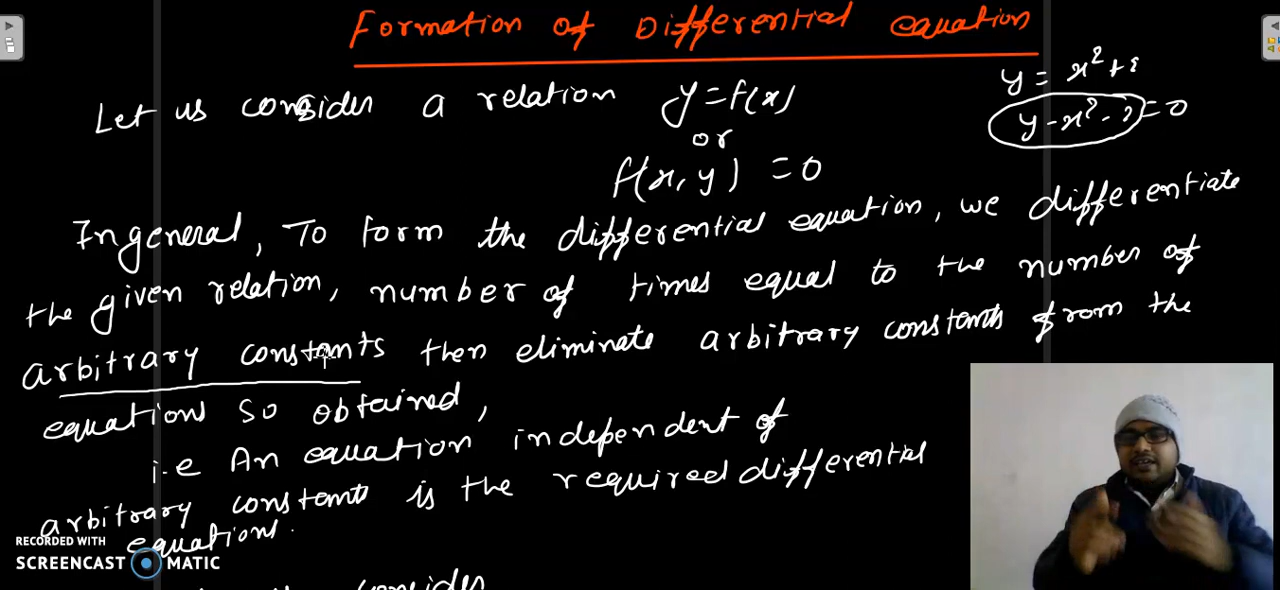 Formation of Differential equation
Let us consider a relation y = f(x)
or
f(x, y) = 0
y = x² + 
y - x² - = 0
In general, To form the differential equation, we differentiate
the given relation, number of times equal to the number of
arbitrary constants then eliminate arbitrary constants from the
equations so obtained,
i.e An equation independent of
arbitrary constants is the required differential
equations.
consider
RECORDED WITH
SCREENCAST MATIC